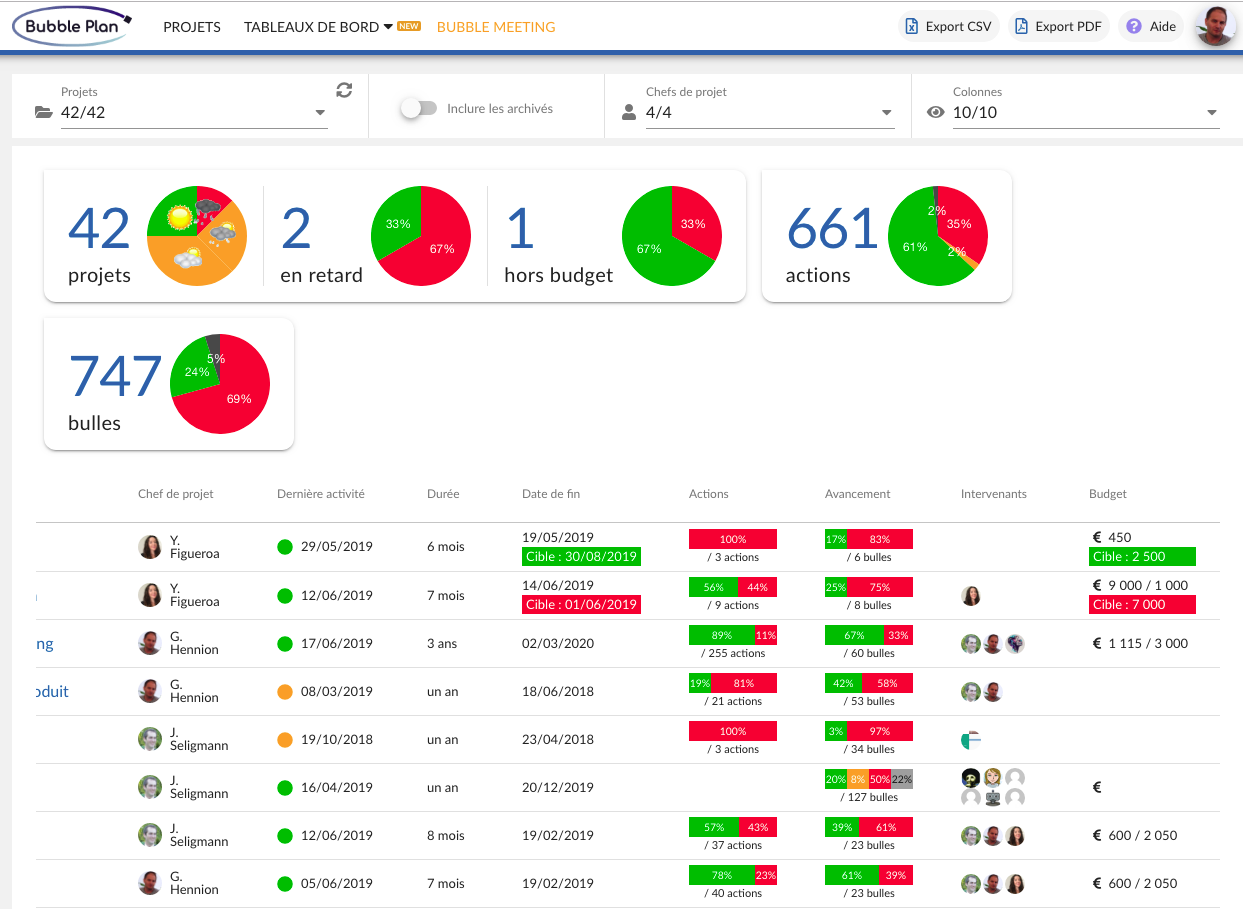 Bubble Plan
PROJETS
TABLEAUX DE BORD
NEW
BUBBLE MEETING
Export CSV
Export PDF
? Aide
Projets
42/42
Inclure les archivés
Chefs de projet
4/4
Colonnes
10/10
42
projets
2
en retard
33%
67%
1
hors budget
33%
67%
661
actions
2%
35%
61%
2%
747
bulles
5%
24%
69%
Chef de projet Dernière activité Durée Date de fin Actions Avancement Intervenants Budget
Y. Figueroa
29/05/2019
6 mois
19/05/2019
Cible : 30/08/2019
100%
/ 3 actions
17% 83%
/ 6 bulles
€ 450
Cible : 2 500
Y. Figueroa
12/06/2019
7 mois
14/06/2019
Cible : 01/06/2019
56% 44%
/ 9 actions
25% 75%
/ 8 bulles
€ 9 000 / 1 000
Cible : 7 000
ng
G. Hennion
17/06/2019
3 ans
02/03/2020
89% 11%
/ 255 actions
67% 33%
/ 60 bulles
€ 1 115 / 3 000
oduit
G. Hennion
08/03/2019
un an
18/06/2018
19% 81%
/ 21 actions
42% 58%
/ 53 bulles
J. Seligmann
19/10/2018
un an
23/04/2018
100%
/ 3 actions
3% 97%
/ 34 bulles
J. Seligmann
16/04/2019
un an
20/12/2019
20% 8% 50% 22%
/ 127 bulles
€
J. Seligmann
12/06/2019
8 mois
19/02/2019
57% 43%
/ 37 actions
39% 61%
/ 23 bulles
€ 600 / 2 050
G. Hennion
05/06/2019
7 mois
19/02/2019
78% 23%
/ 40 actions
61% 39%
/ 23 bulles
€ 600 / 2 050